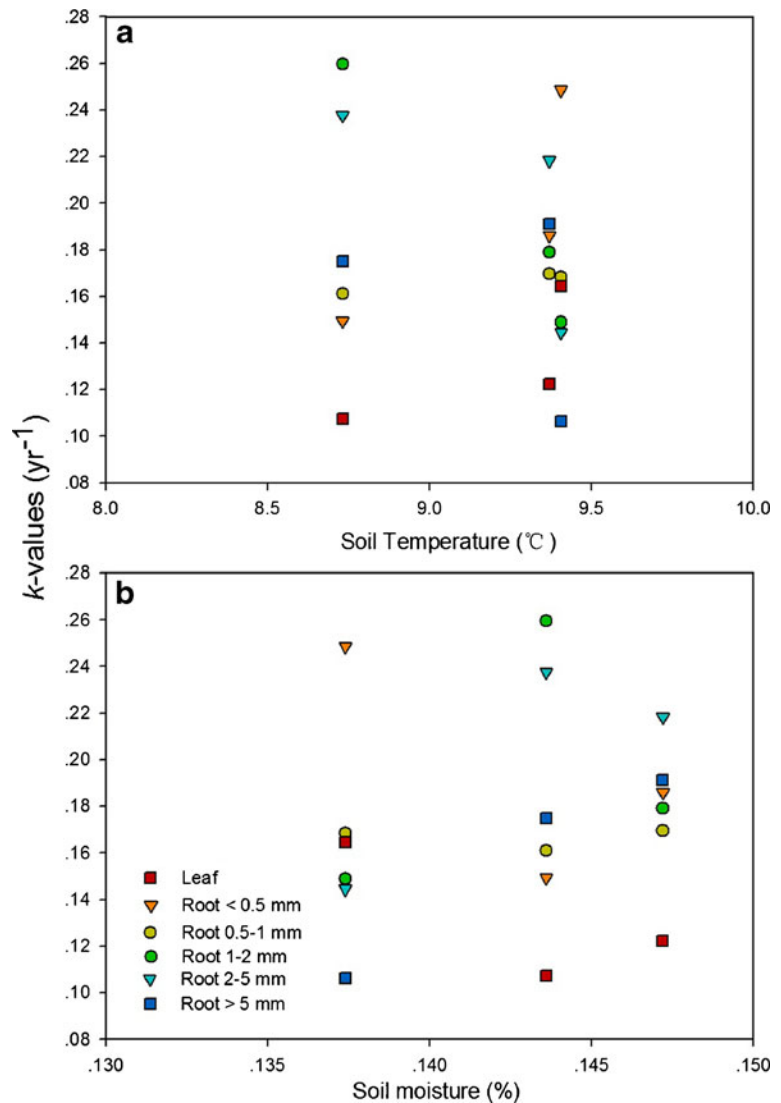 a
.28
.26
.24
.22
.20
.18
.16
.14
.12
.10
.08
8.0 8.5 9.0 9.5 10.0
Soil Temperature (℃)
k-values (yr-1)
b
.28
.26
.24
.22
.20
.18
.16
.14
.12
.10
.08
Leaf
Root < 0.5 mm
Root 0.5-1 mm
Root 1-2 mm
Root 2-5 mm
Root > 5 mm
.130 .135 .140 .145 .150
Soil moisture (%)